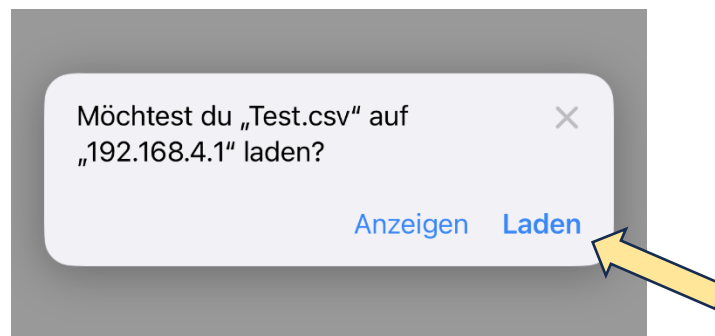 Möchtest du „Test.csv“ auf
„192.168.4.1“ laden?
Anzeigen Laden